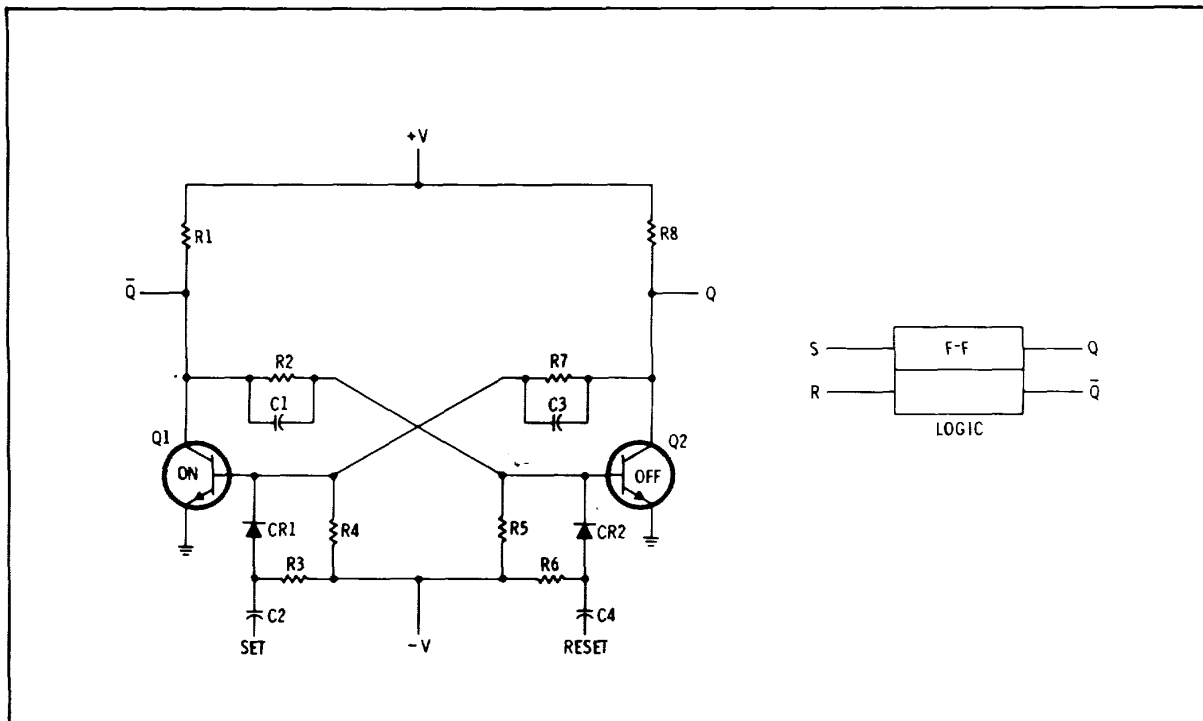 +V
R1
R8
Q̄
Q
R2
R7
C1
C3
Q1
Q2
ON
OFF
CR1
R4
R5
CR2
R3
R6
C2
C4
SET
-V
RESET
S
F-F
Q
R
Q̄
LOGIC